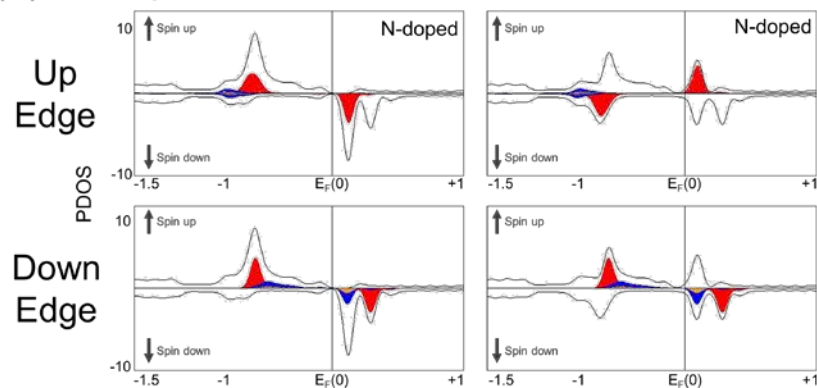 10
Spin up
N-doped
Spin up
N-doped
Up
Edge
Spin down
Spin down
-10
-1.5
-1
EF(0)
+1
-1.5
-1
EF(0)
+1
PDOS
10
Spin up
Spin up
Down
Edge
Spin down
Spin down
-10
-1.5
-1
EF(0)
+1
-1.5
-1
EF(0)
+1